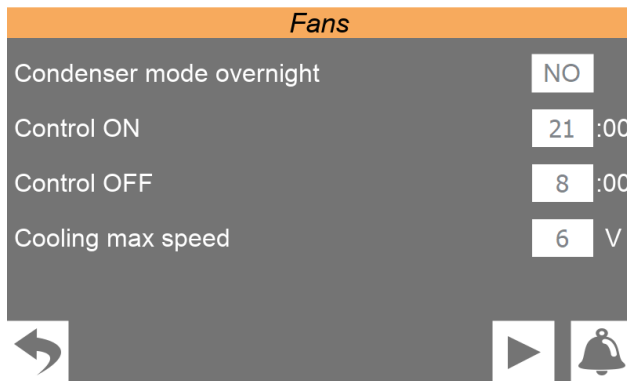 Fans
Condenser mode overnight NO
Control ON 21 :00
Control OFF 8 :00
Cooling max speed 6 V